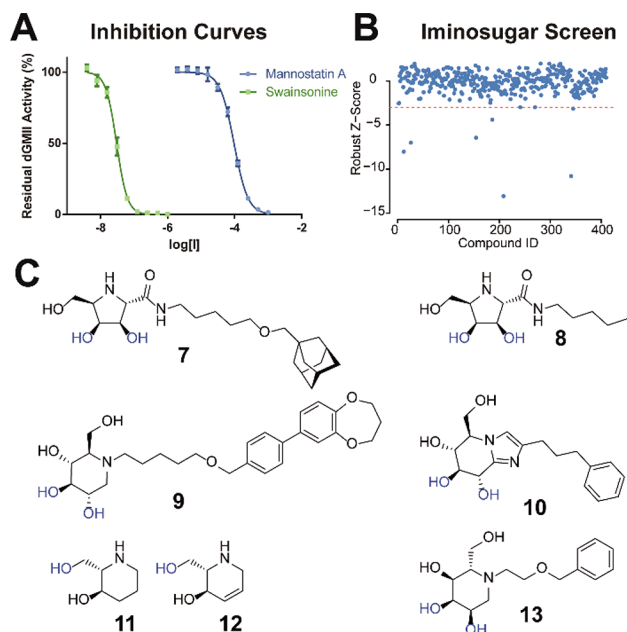 A Inhibition Curves
Residual dGMII Activity (%)
100
50
0
-8
-6
-4
-2
log[I]
Mannostatin A
Swainsonine
B Iminosugar Screen
Robust Z-Score
0
−5
−10
−15
0
100
200
300
400
Compound ID
C
H
N
O
HO
N
H
O
HO
OH
7
H
N
O
HO
N
H
HO
OH
8
OH
HO
N
O
O
O
HO
OH
9
OH
HO
N
N
HO
OH
10
H
N
HO
HO
11
H
N
HO
HO
12
OH
HO
N
O
HO
OH
13